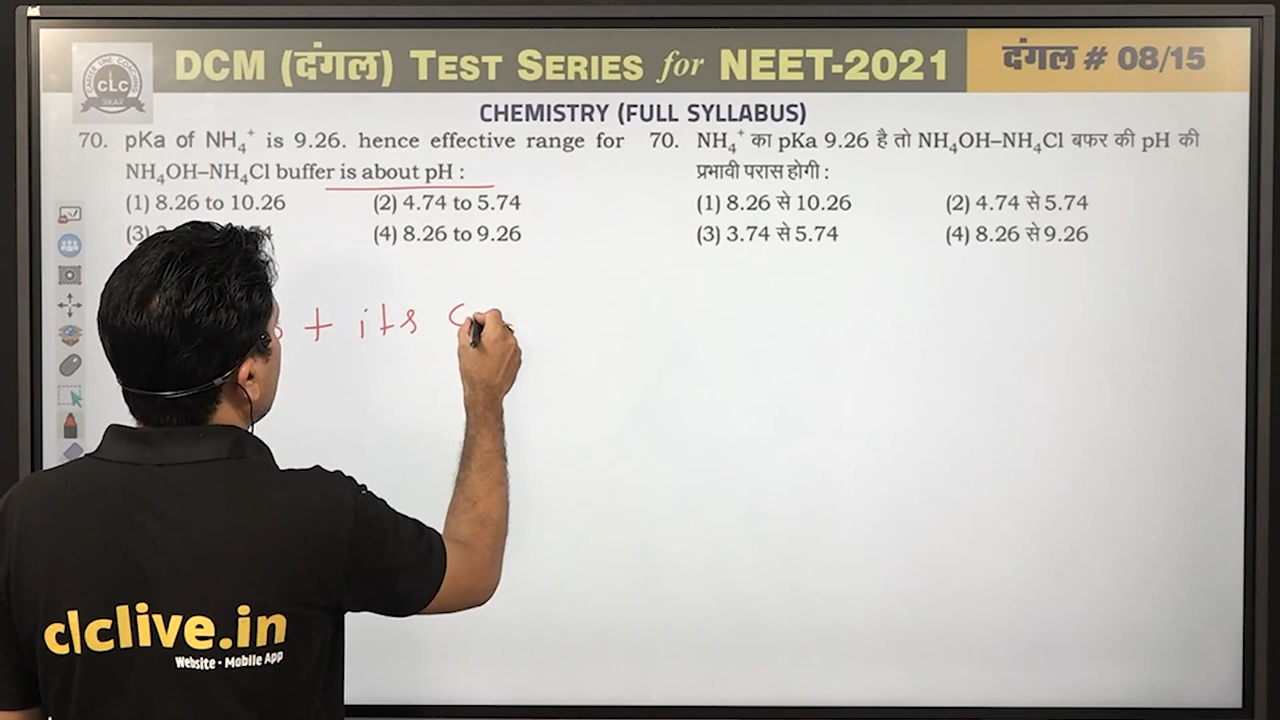 DCM (दंगल) TEST SERIES for NEET-2021
दंगल # 08/15
CLC
SIKAR
CHEMISTRY (FULL SYLLABUS)
70. pKa of NH₄⁺ is 9.26. hence effective range for
NH₄OH–NH₄Cl buffer is about pH :
(1) 8.26 to 10.26 (2) 4.74 to 5.74
(3) (4) 8.26 to 9.26
70. NH₄⁺ का pKa 9.26 है तो NH₄OH–NH₄Cl बफर की pH की
प्रभावी परास होगी :
(1) 8.26 से 10.26 (2) 4.74 से 5.74
(3) 3.74 से 5.74 (4) 8.26 से 9.26
+ its
clclive.in
Website - Mobile App